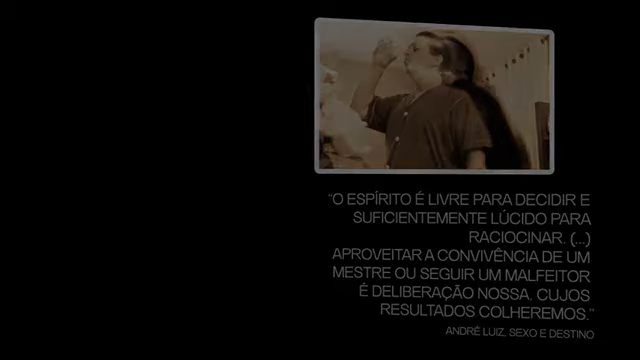 "O ESPÍRITO É LIVRE PARA DECIDIR E
SUFICIENTEMENTE LÚCIDO PARA
RACIOCINAR. (...)
APROVEITAR A CONVIVÊNCIA DE UM
MESTRE OU SEGUIR UM MALFEITOR
É DELIBERAÇÃO NOSSA, CUJOS
RESULTADOS COLHEREMOS."
ANDRÉ LUIZ, SEXO E DESTINO